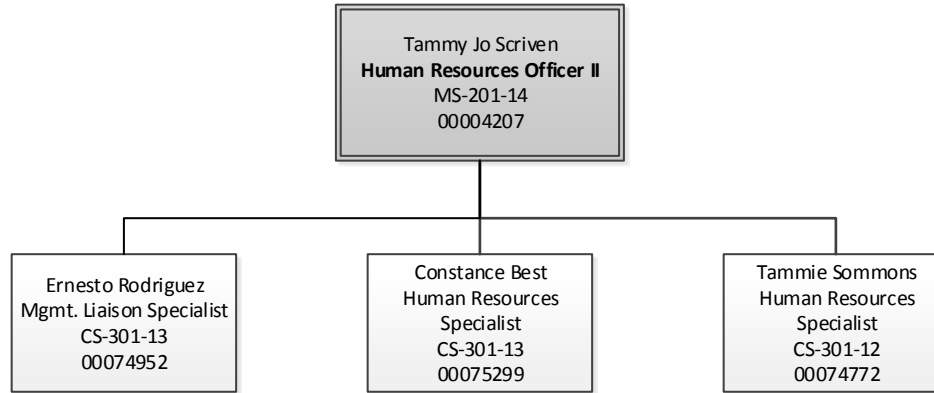 Tammy Jo Scriven
Human Resources Officer II
MS-201-14
00004207
Ernesto Rodriguez
Mgmt. Liaison Specialist
CS-301-13
00074952
Constance Best
Human Resources
Specialist
CS-301-13
00075299
Tammie Sommons
Human Resources
Specialist
CS-301-12
00074772